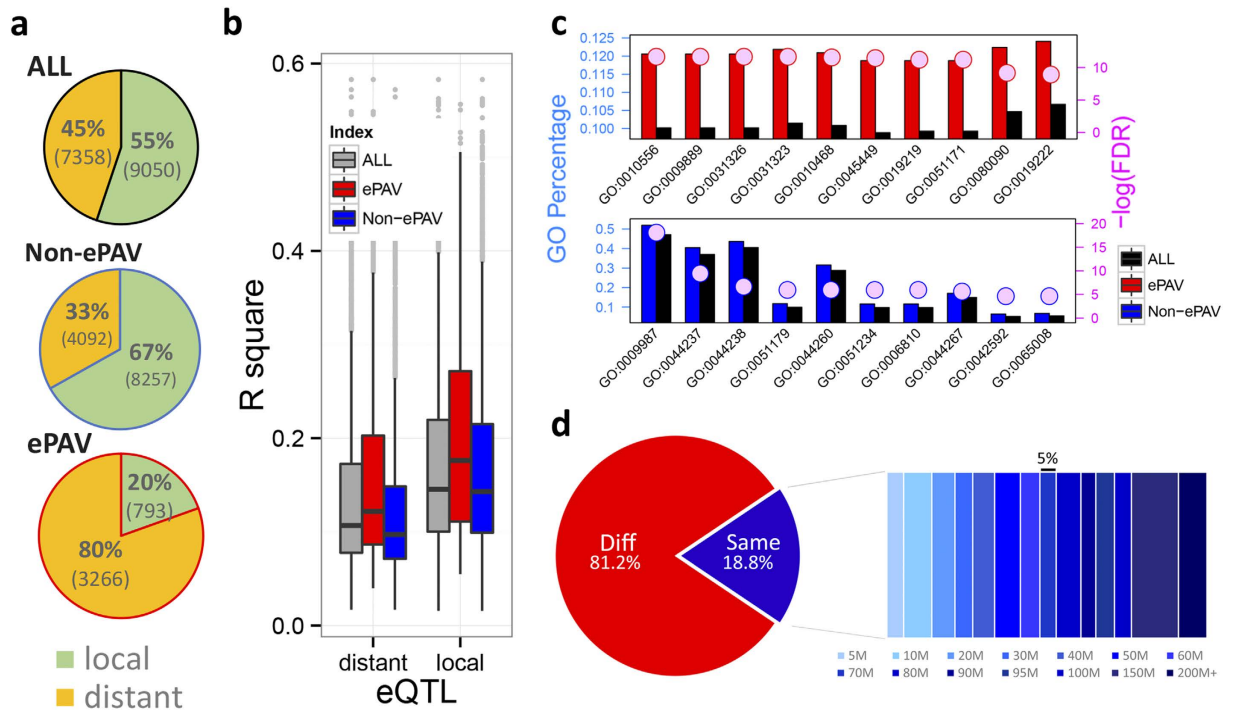 a
ALL
45%
(7358)
55%
(9050)
Non-ePAV
33%
(4092)
67%
(8257)
ePAV
20%
(793)
80%
(3266)
local
distant
b
0.6
0.4
0.2
0.0
R square
Index
ALL
ePAV
Non-ePAV
distant
local
eQTL
c
GO Percentage
0.125
0.120
0.115
0.110
0.105
0.100
10
5
0
-log(FDR)
GO:0010556
GO:0009889
GO:0031326
GO:0031323
GO:0010468
GO:0045449
GO:0019219
GO:0051171
GO:0080090
GO:0019222
0.5
0.4
0.3
0.2
0.1
20
15
10
5
0
GO:0009987
GO:0044237
GO:0044238
GO:0051179
GO:0044260
GO:0051234
GO:0006810
GO:0044267
GO:0042592
GO:0065008
ALL
ePAV
Non-ePAV
d
Diff
81.2%
Same
18.8%
5%
5M 10M 20M 30M 40M 50M 60M
70M 80M 90M 95M 100M 150M 200M+